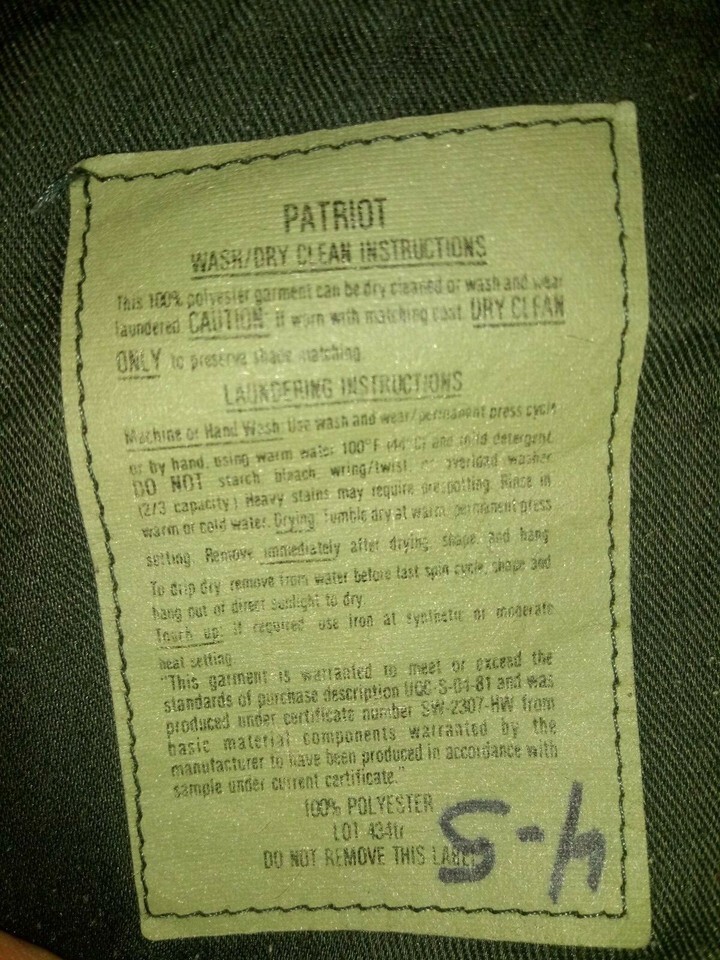 PATRIOT
WASH/DRY CLEAN INSTRUCTIONS
This 100% polyester garment can be dry cleaned or wash and wear
laundered CAUTION: If worn with matching coat, DRY CLEAN
ONLY to preserve shade matching.
LAUNDERING INSTRUCTIONS
Machine or Hand Wash: Use wash and wear/permanent press cycle
or by hand, using warm water 100°F (44°C) and mild detergent.
DO NOT starch, bleach, wring/twist, or overload washer
(2/3 capacity.) Heavy stains may require prespotting. Rinse in
warm or cold water. Drying: Tumble dry at warm, permanent press
setting. Remove immediately after drying, shape, and hang
To drip dry, remove from water before last spin cycle, shape and
hang out of direct sunlight to dry
Touch up: If required, use iron at synthetic or moderate
heat setting.
"This garment is warranted to meet or exceed the
standards of purchase description UGC-S-01-81 and was
produced under certificate number SW-2307-HW from
basic material components warranted by the
manufacturer to have been produced in accordance with
sample under current certificate."
100% POLYESTER
LOT
DO NOT REMOVE THIS LABEL
4-S